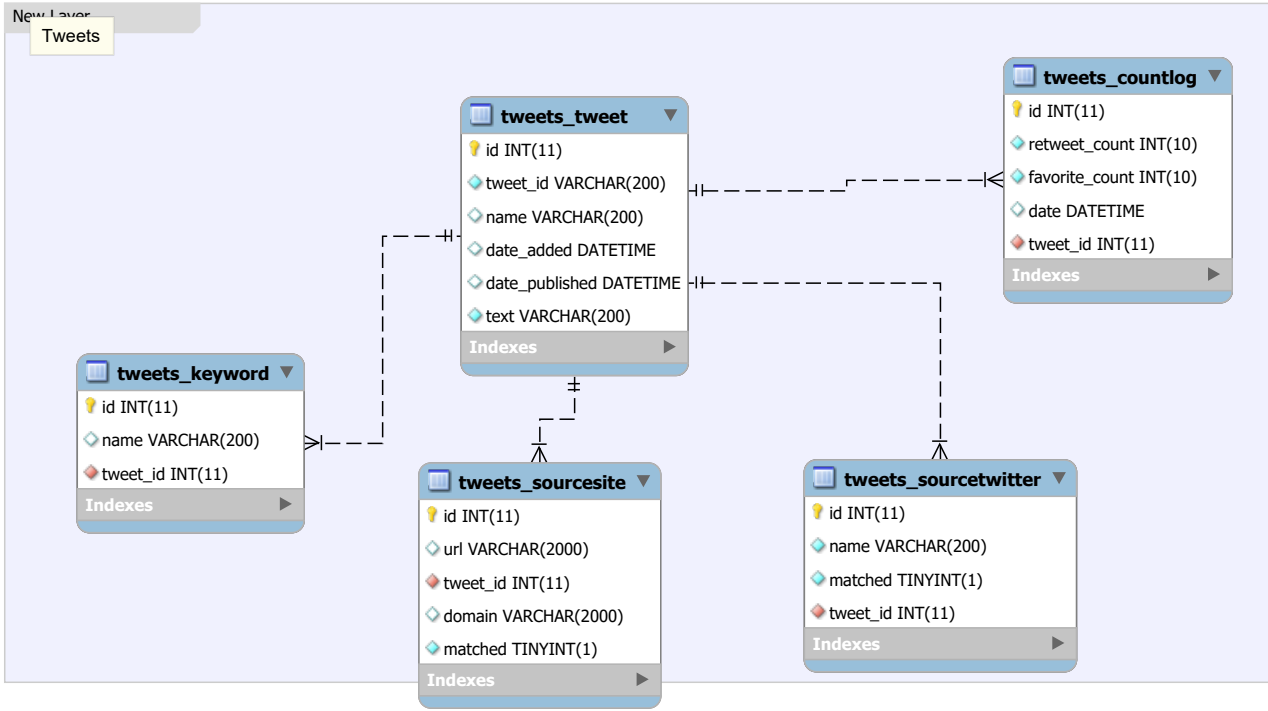 New Layer
Tweets
tweets_countlog
id INT(11)
retweet_count INT(10)
favorite_count INT(10)
date DATETIME
tweet_id INT(11)
Indexes
tweets_tweet
id INT(11)
tweet_id VARCHAR(200)
name VARCHAR(200)
date_added DATETIME
date_published DATETIME
text VARCHAR(200)
Indexes
tweets_keyword
id INT(11)
name VARCHAR(200)
tweet_id INT(11)
Indexes
tweets_sourcesite
id INT(11)
url VARCHAR(2000)
tweet_id INT(11)
domain VARCHAR(2000)
matched TINYINT(1)
Indexes
tweets_sourcetwitter
id INT(11)
name VARCHAR(200)
matched TINYINT(1)
tweet_id INT(11)
Indexes